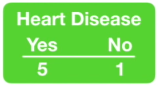 Heart Disease
Yes No
5 1